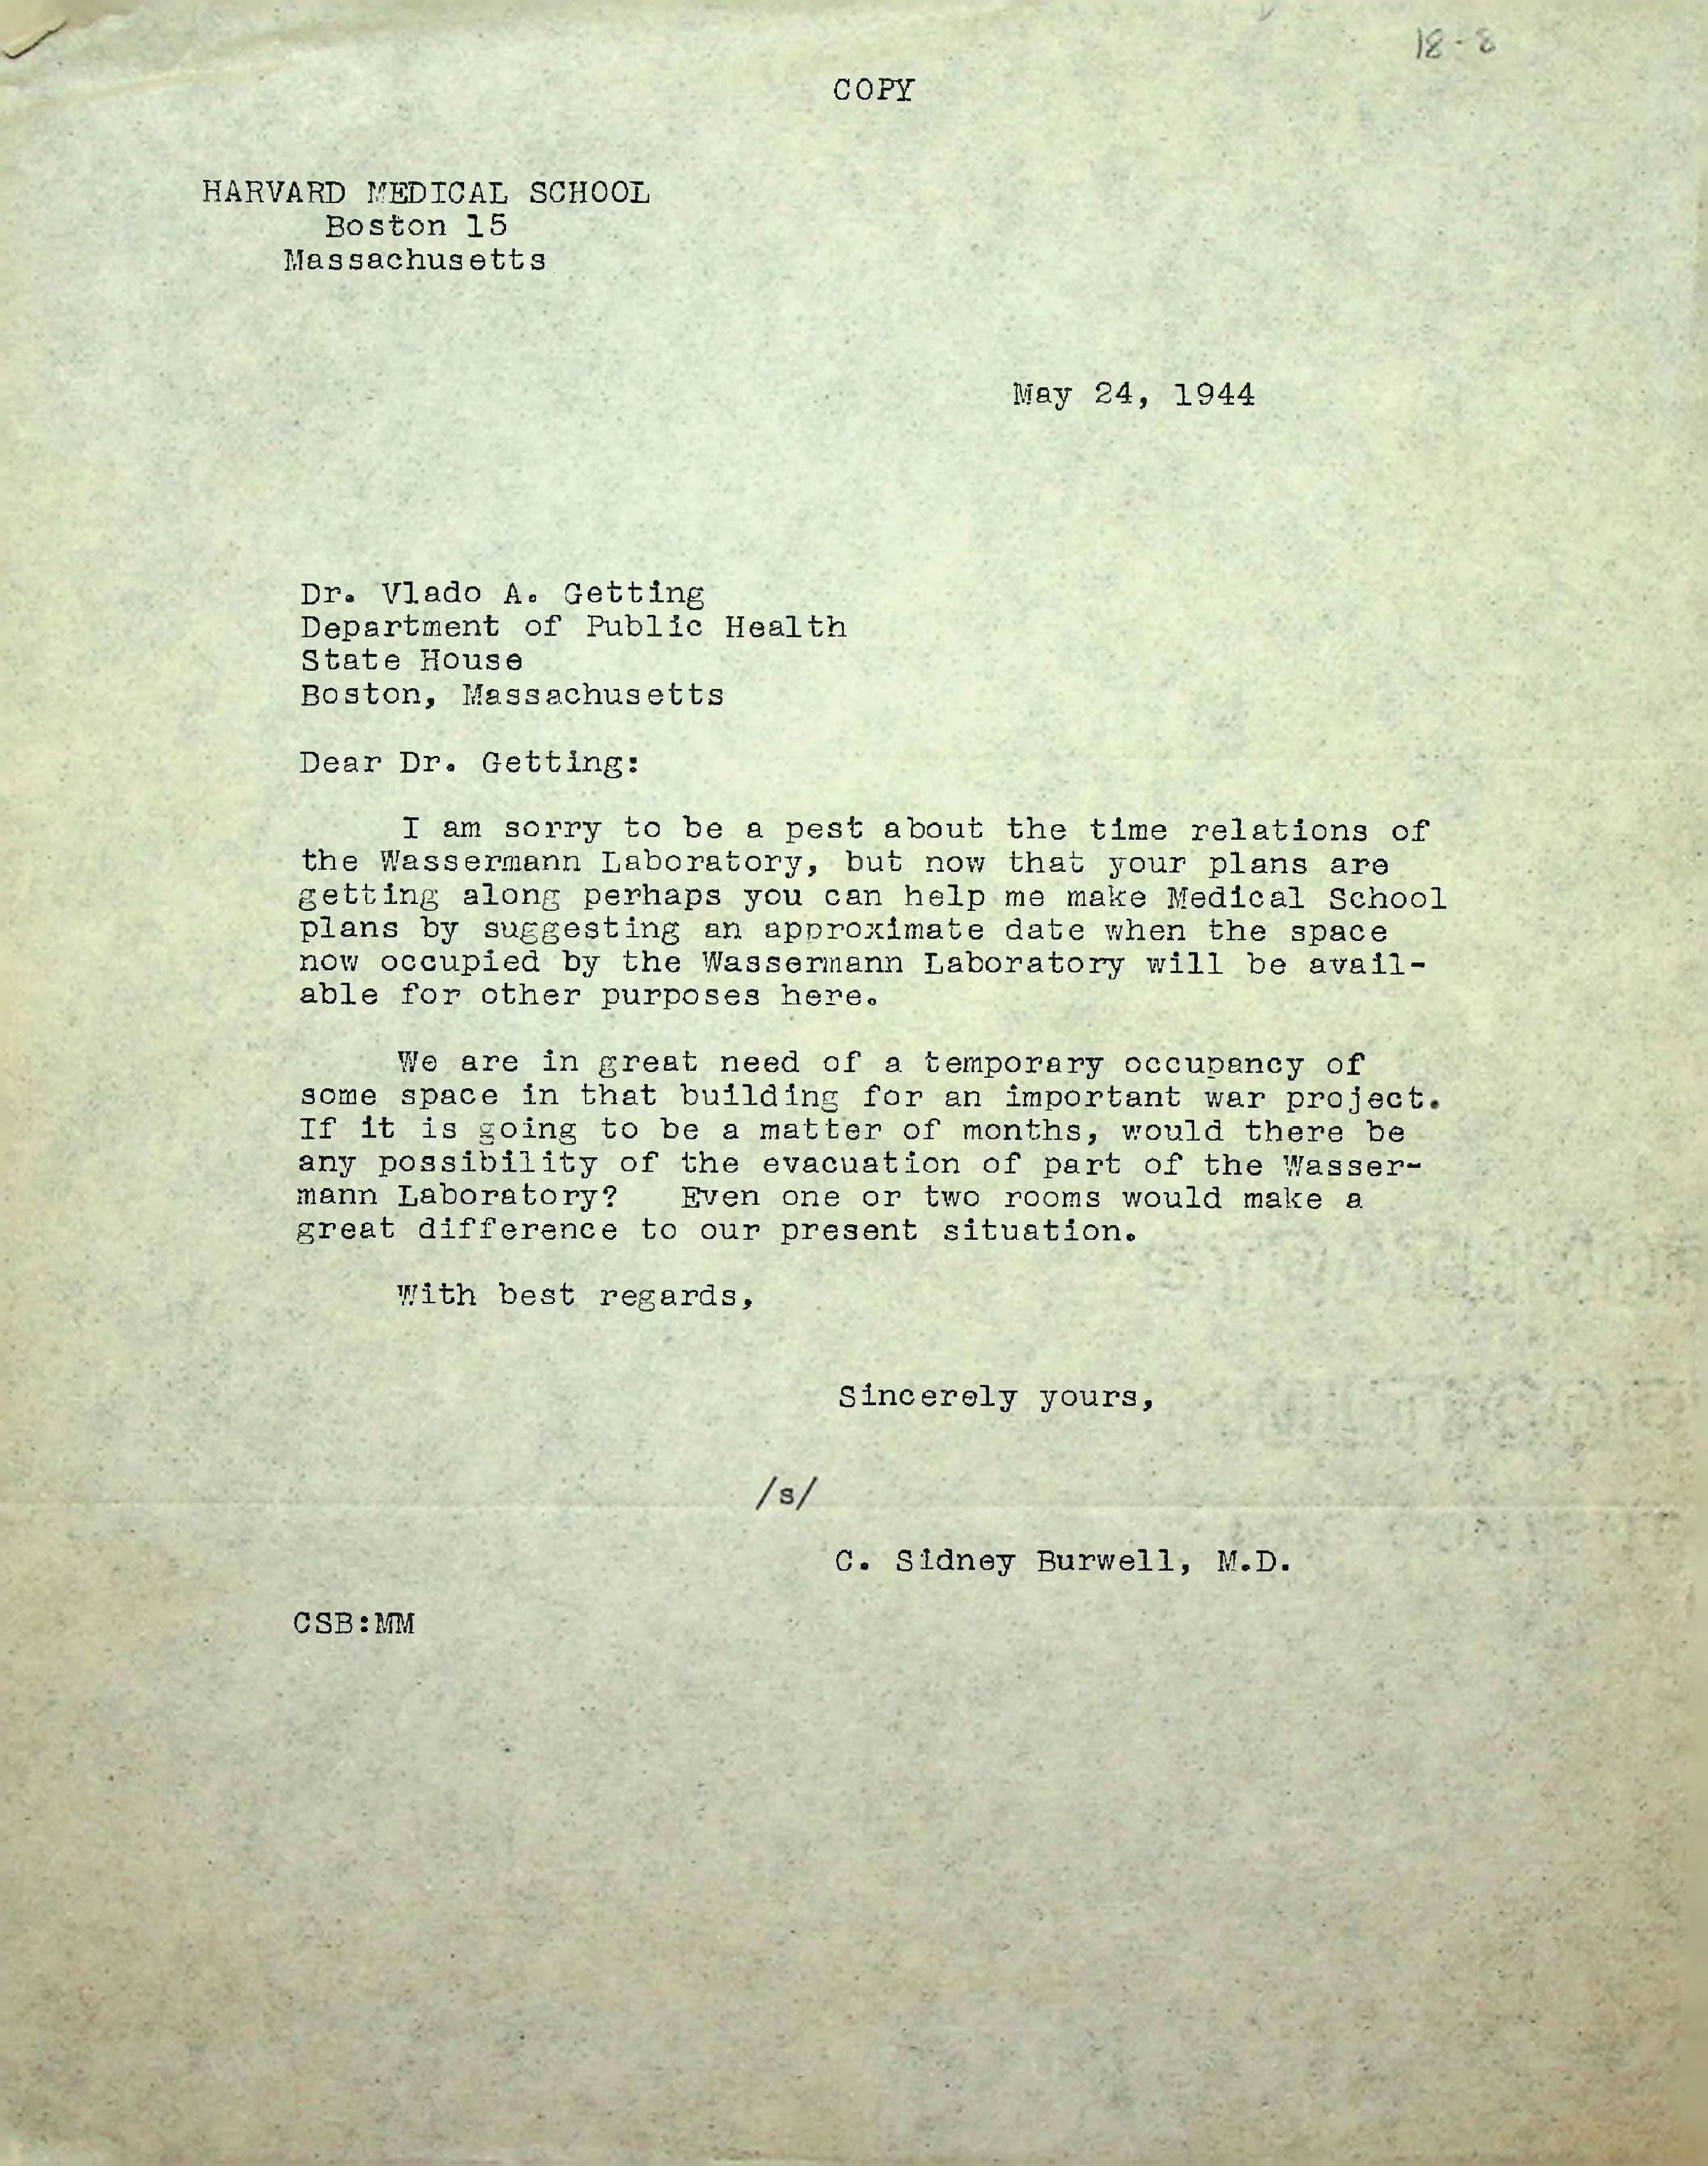 18-8
COPY
HARVARD MEDICAL SCHOOL
Boston 15
Massachusetts
May 24, 1944
Dr. Vlado A. Getting
Department of Public Health
State House
Boston, Massachusetts
Dear Dr. Getting:
I am sorry to be a pest about the time relations of
the Wassermann Laboratory, but now that your plans are
getting along perhaps you can help me make Medical School
plans by suggesting an approximate date when the space
now occupied by the Wassermann Laboratory will be avail-
able for other purposes here.
We are in great need of a temporary occupancy of
some space in that building for an important war project.
If it is going to be a matter of months, would there be
any possibility of the evacuation of part of the Wasser-
mann Laboratory? Even one or two rooms would make a
great difference to our present situation.
With best regards,
Sincerely yours,
/s/
C. Sidney Burwell, M.D.
CSB:MM